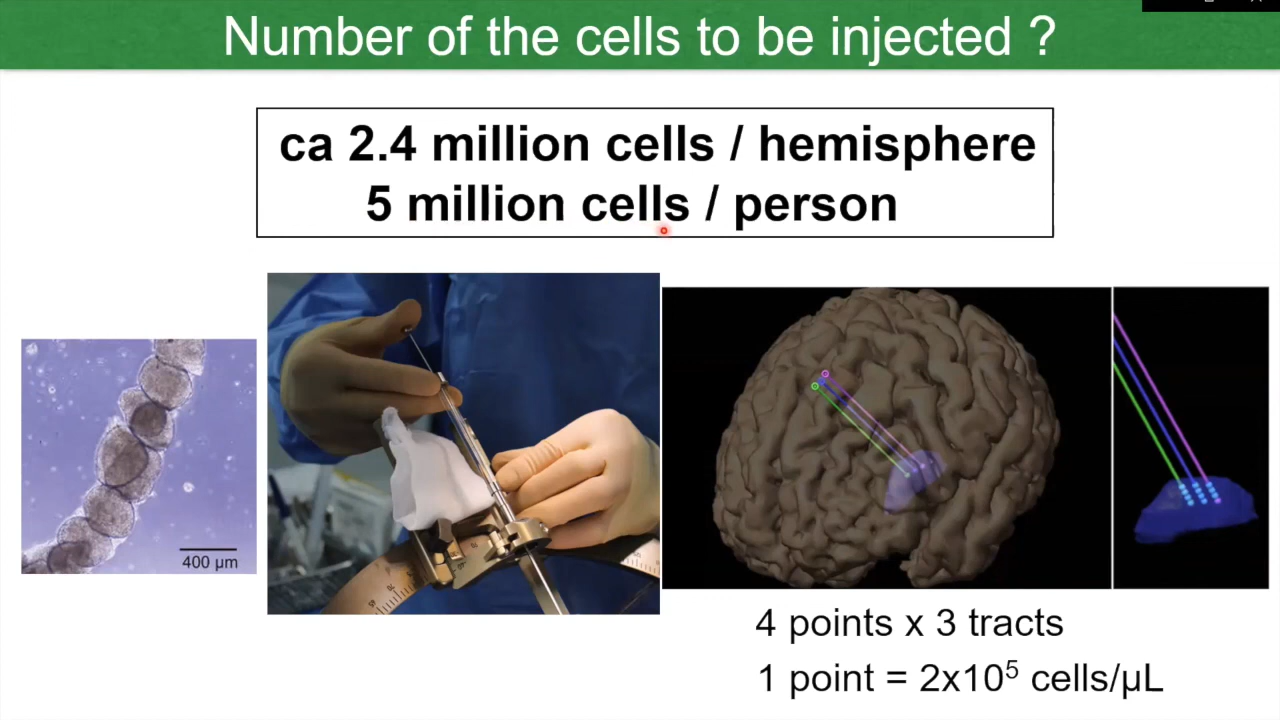 Number of the cells to be injected ?
ca 2.4 million cells / hemisphere
5 million cells / person
400 µm
4 points x 3 tracts
1 point = 2x10⁵ cells/µL